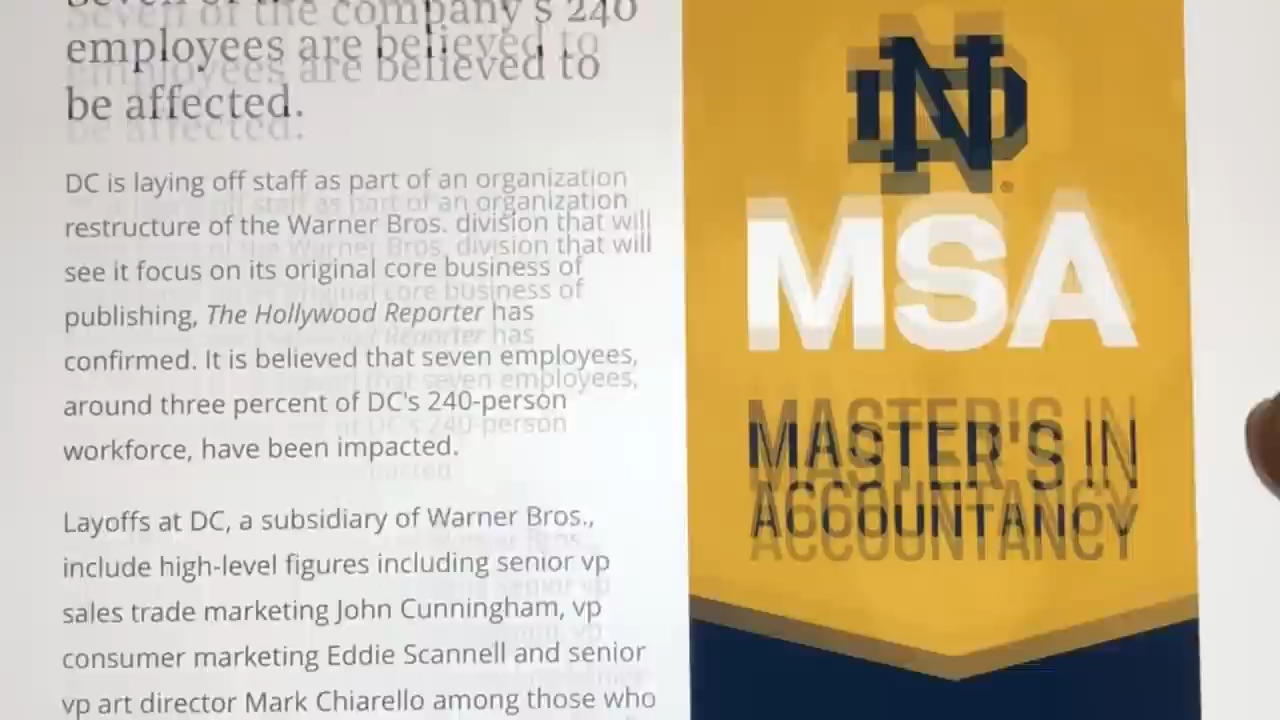 Seven of the company's 240
employees are believed to
be affected.
DC is laying off staff as part of an organization
restructure of the Warner Bros. division that will
see it focus on its original core business of
publishing, The Hollywood Reporter has
confirmed. It is believed that seven employees,
around three percent of DC's 240-person
workforce, have been impacted.
Layoffs at DC, a subsidiary of Warner Bros.,
include high-level figures including senior vp
sales trade marketing John Cunningham, vp
consumer marketing Eddie Scannell and senior
vp art director Mark Chiarello among those who
ND
MSA
MASTER'S IN
ACCOUNTANCY